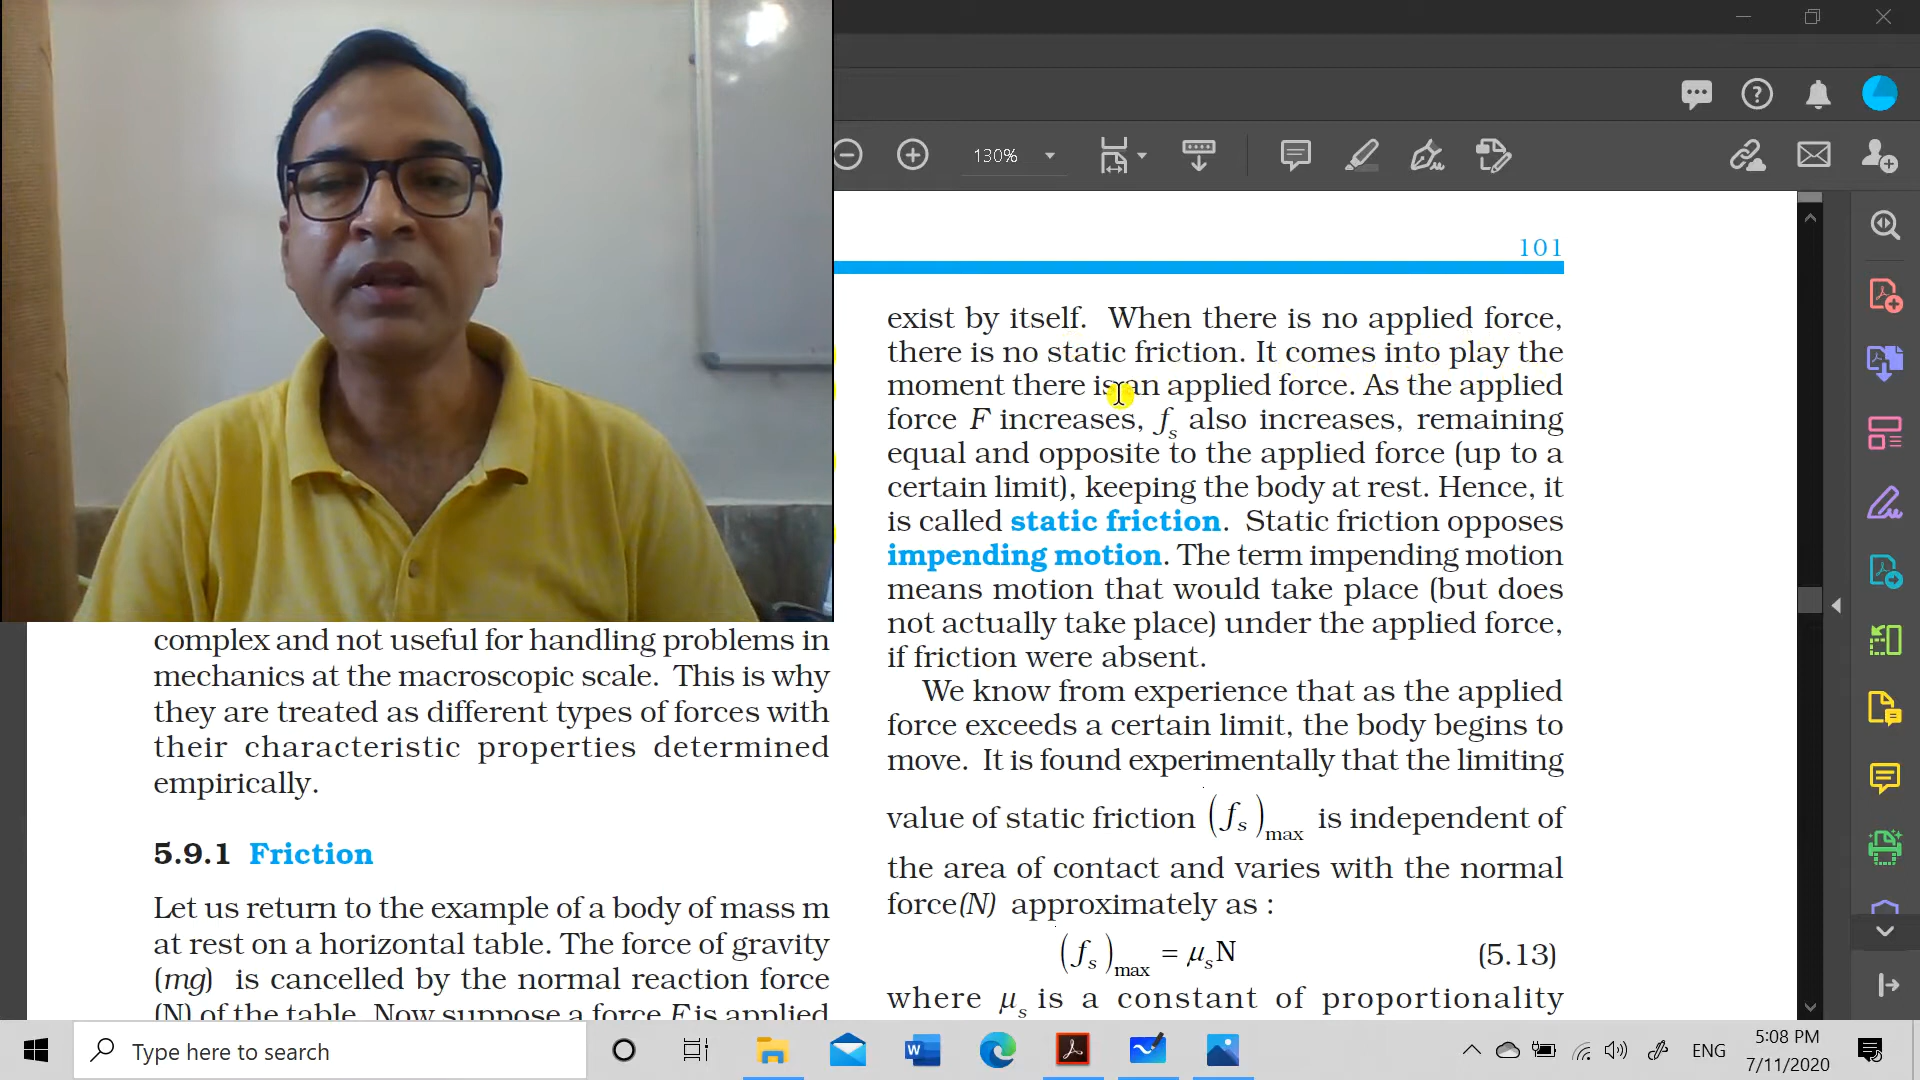 130%
101
exist by itself. When there is no applied force,
there is no static friction. It comes into play the
moment there is an applied force. As the applied
force F increases, fs also increases, remaining
equal and opposite to the applied force (up to a
certain limit), keeping the body at rest. Hence, it
is called static friction. Static friction opposes
impending motion. The term impending motion
means motion that would take place (but does
not actually take place) under the applied force,
if friction were absent.
We know from experience that as the applied
force exceeds a certain limit, the body begins to
move. It is found experimentally that the limiting
value of static friction (fs)max is independent of
the area of contact and varies with the normal
force(N) approximately as :
(fs)max = μsN (5.13)
where μs is a constant of proportionality
complex and not useful for handling problems in
mechanics at the macroscopic scale. This is why
they are treated as different types of forces with
their characteristic properties determined
empirically.
5.9.1 Friction
Let us return to the example of a body of mass m
at rest on a horizontal table. The force of gravity
(mg) is cancelled by the normal reaction force
(N) of the table. Now suppose a force F is applied
Type here to search
W
ENG
5:08 PM
7/11/2020